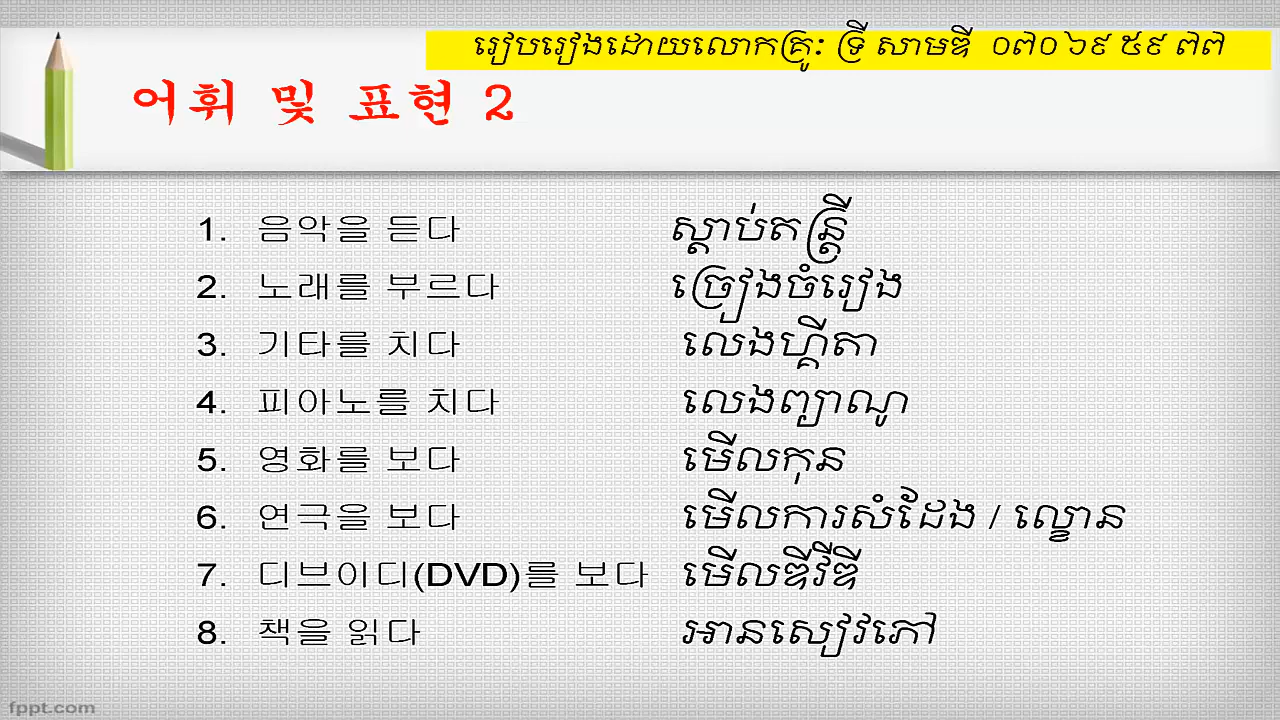 រៀបរៀងដោយលោកគ្រូ: ទ្រី សាមឌី ០៧០ ៦៩ ៥៩ ៧៧
어휘 및 표현 2
1. 음악을 듣다 ស្តាប់តន្ត្រី
2. 노래를 부르다 ច្រៀងចំរៀង
3. 기타를 치다 លេងហ្គីតា
4. 피아노를 치다 លេងព្យាណូ
5. 영화를 보다 មើលកុន
6. 연극을 보다 មើលការសំដែង / ល្ខោន
7. 디브이디(DVD)를 보다 មើលឌីវីឌី
8. 책을 읽다 អានសៀវភៅ
fppt.com